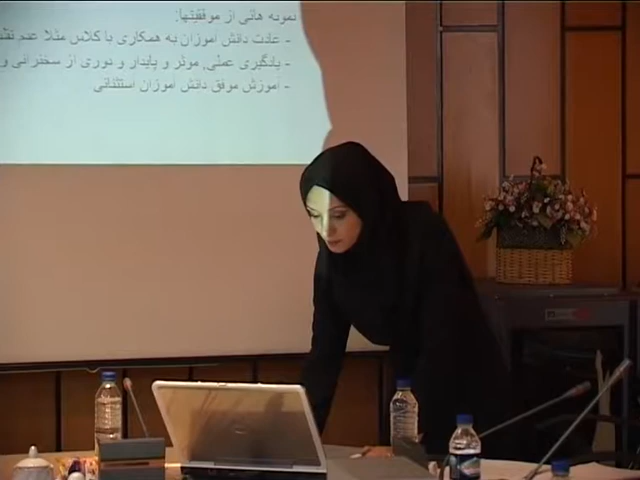 نمونه هائی از موفقیتها:
- عادت دانش آموزان به همکاری با کلاس مثلا عدم
- یادگیری عملی, موثر و پایدار و دوری از سخنرانی و
- آموزش موفق دانش آموزان استثنائی